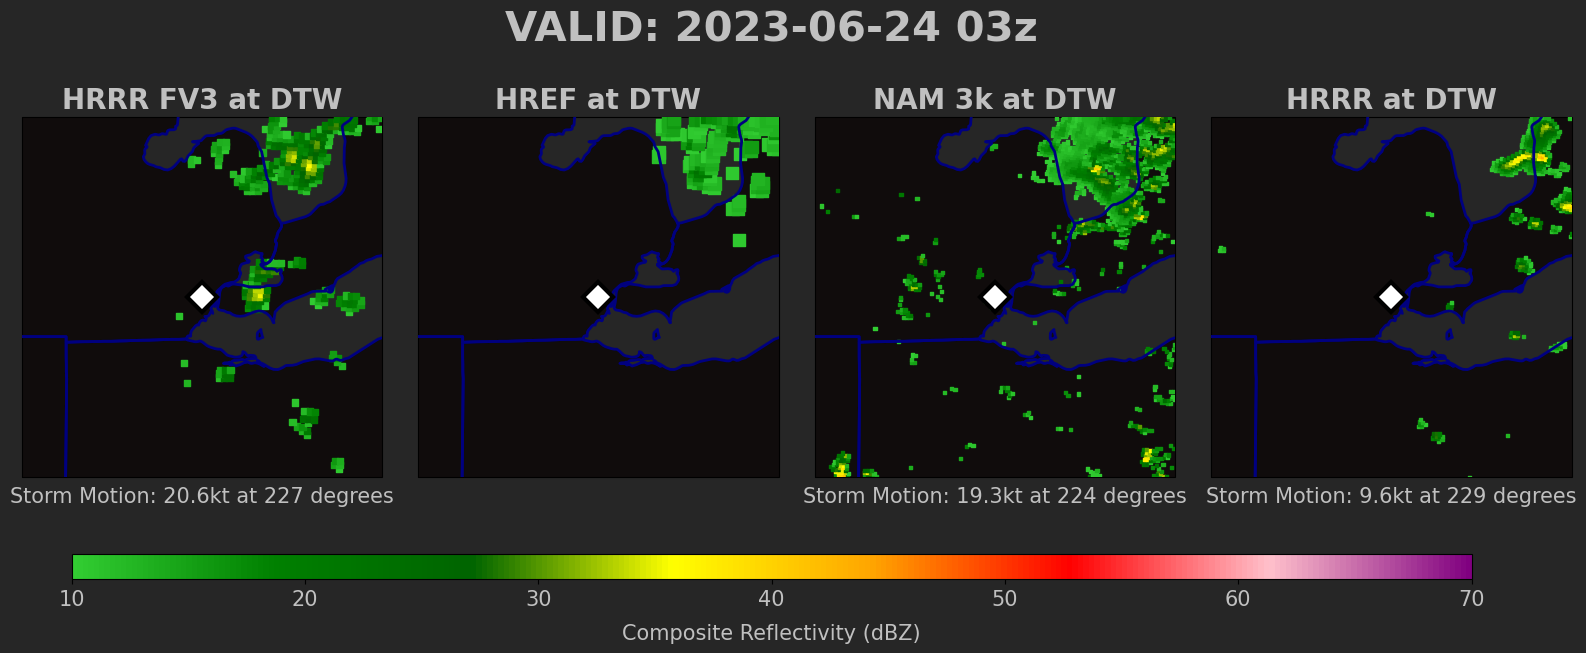 VALID: 2023-06-24 03z
HRRR FV3 at DTW
HREF at DTW
NAM 3k at DTW
HRRR at DTW
Storm Motion: 20.6kt at 227 degrees
Storm Motion: 19.3kt at 224 degrees
Storm Motion: 9.6kt at 229 degrees
10 20 30 40 50 60 70
Composite Reflectivity (dBZ)